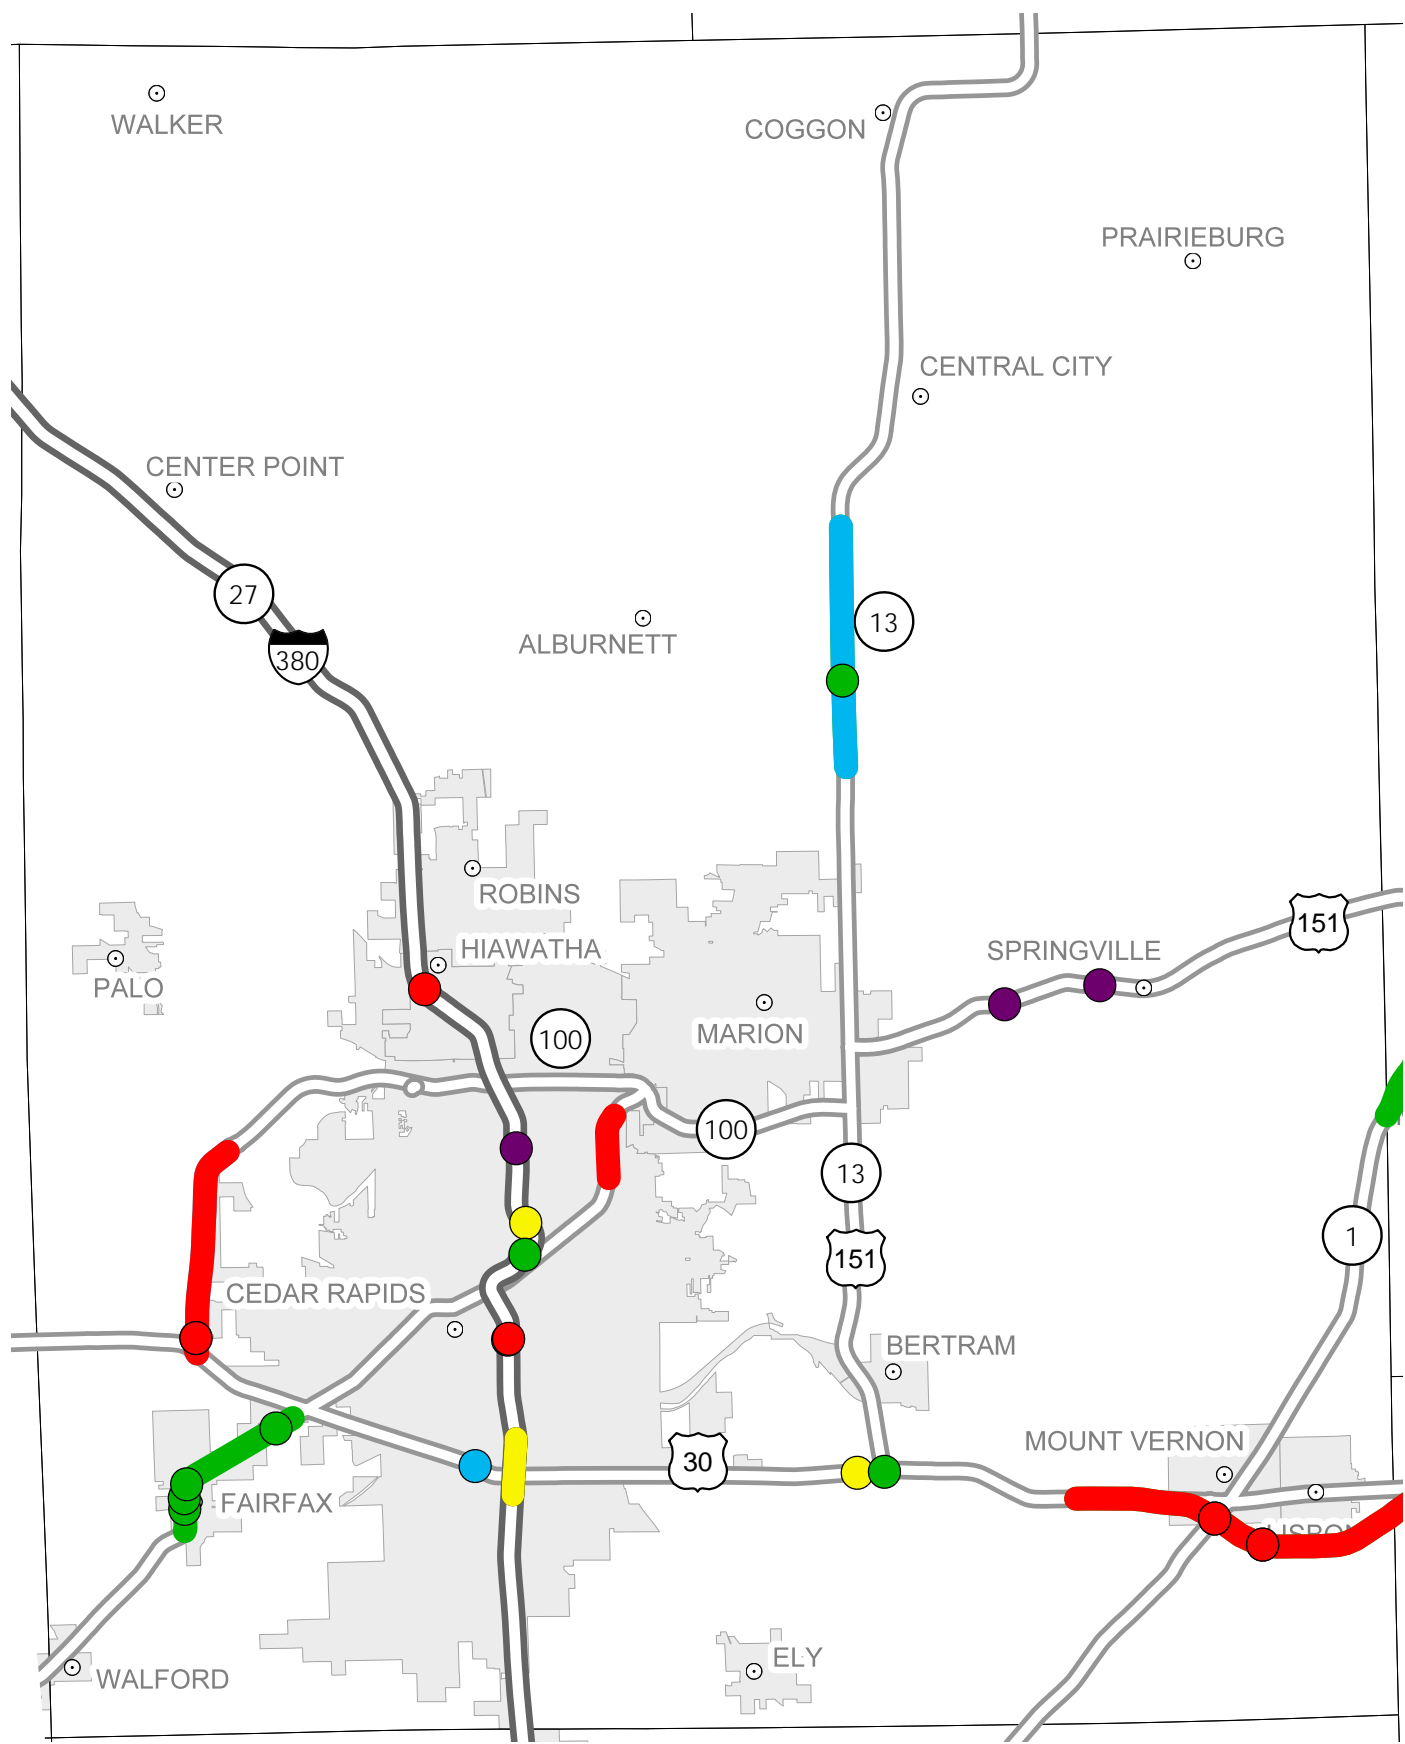 WALKER
COGGON
PRAIRIEBURG
CENTRAL CITY
CENTER POINT
27
13
ALBURNETT
380
ROBINS
151
HIAWATHA
SPRINGVILLE
PALO
MARION
100
100
13
1
151
CEDAR RAPIDS
BERTRAM
MOUNT VERNON
30
FAIRFAX
LISBON
ELY
WALFORD